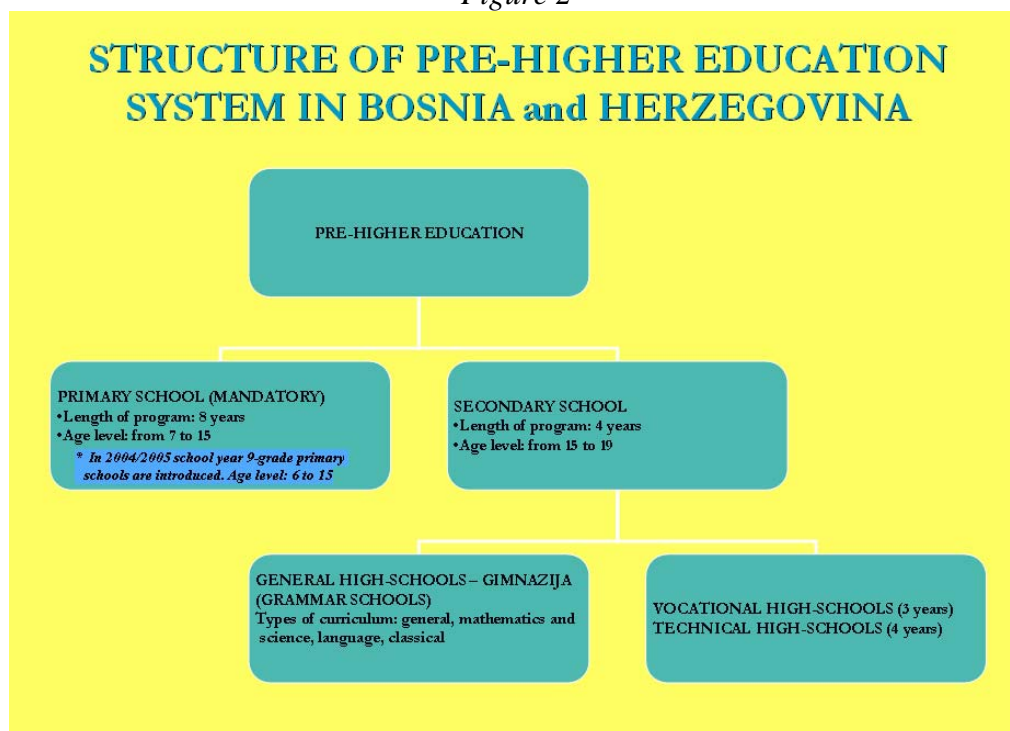 Figure 2
STRUCTURE OF PRE-HIGHER EDUCATION
SYSTEM IN BOSNIA and HERZEGOVINA
PRE-HIGHER EDUCATION
PRIMARY SCHOOL (MANDATORY)
•Length of program: 8 years
•Age level: from 7 to 15
* In 2004/2005 school year 9-grade primary
schools are introduced. Age level: 6 to 15
SECONDARY SCHOOL
•Length of program: 4 years
•Age level: from 15 to 19
GENERAL HIGH-SCHOOLS – GIMNAZIJA
(GRAMMAR SCHOOLS)
Types of curriculum: general, mathematics and
science, language, classical
VOCATIONAL HIGH-SCHOOLS (3 years)
TECHNICAL HIGH-SCHOOLS (4 years)